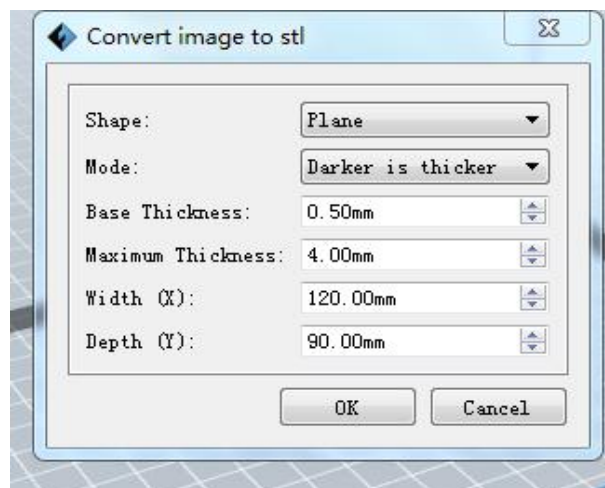 Convert image to stl
Shape: Plane
Mode: Darker is thicker
Base Thickness: 0.50mm
Maximum Thickness: 4.00mm
Width (X): 120.00mm
Depth (Y): 90.00mm
OK Cancel